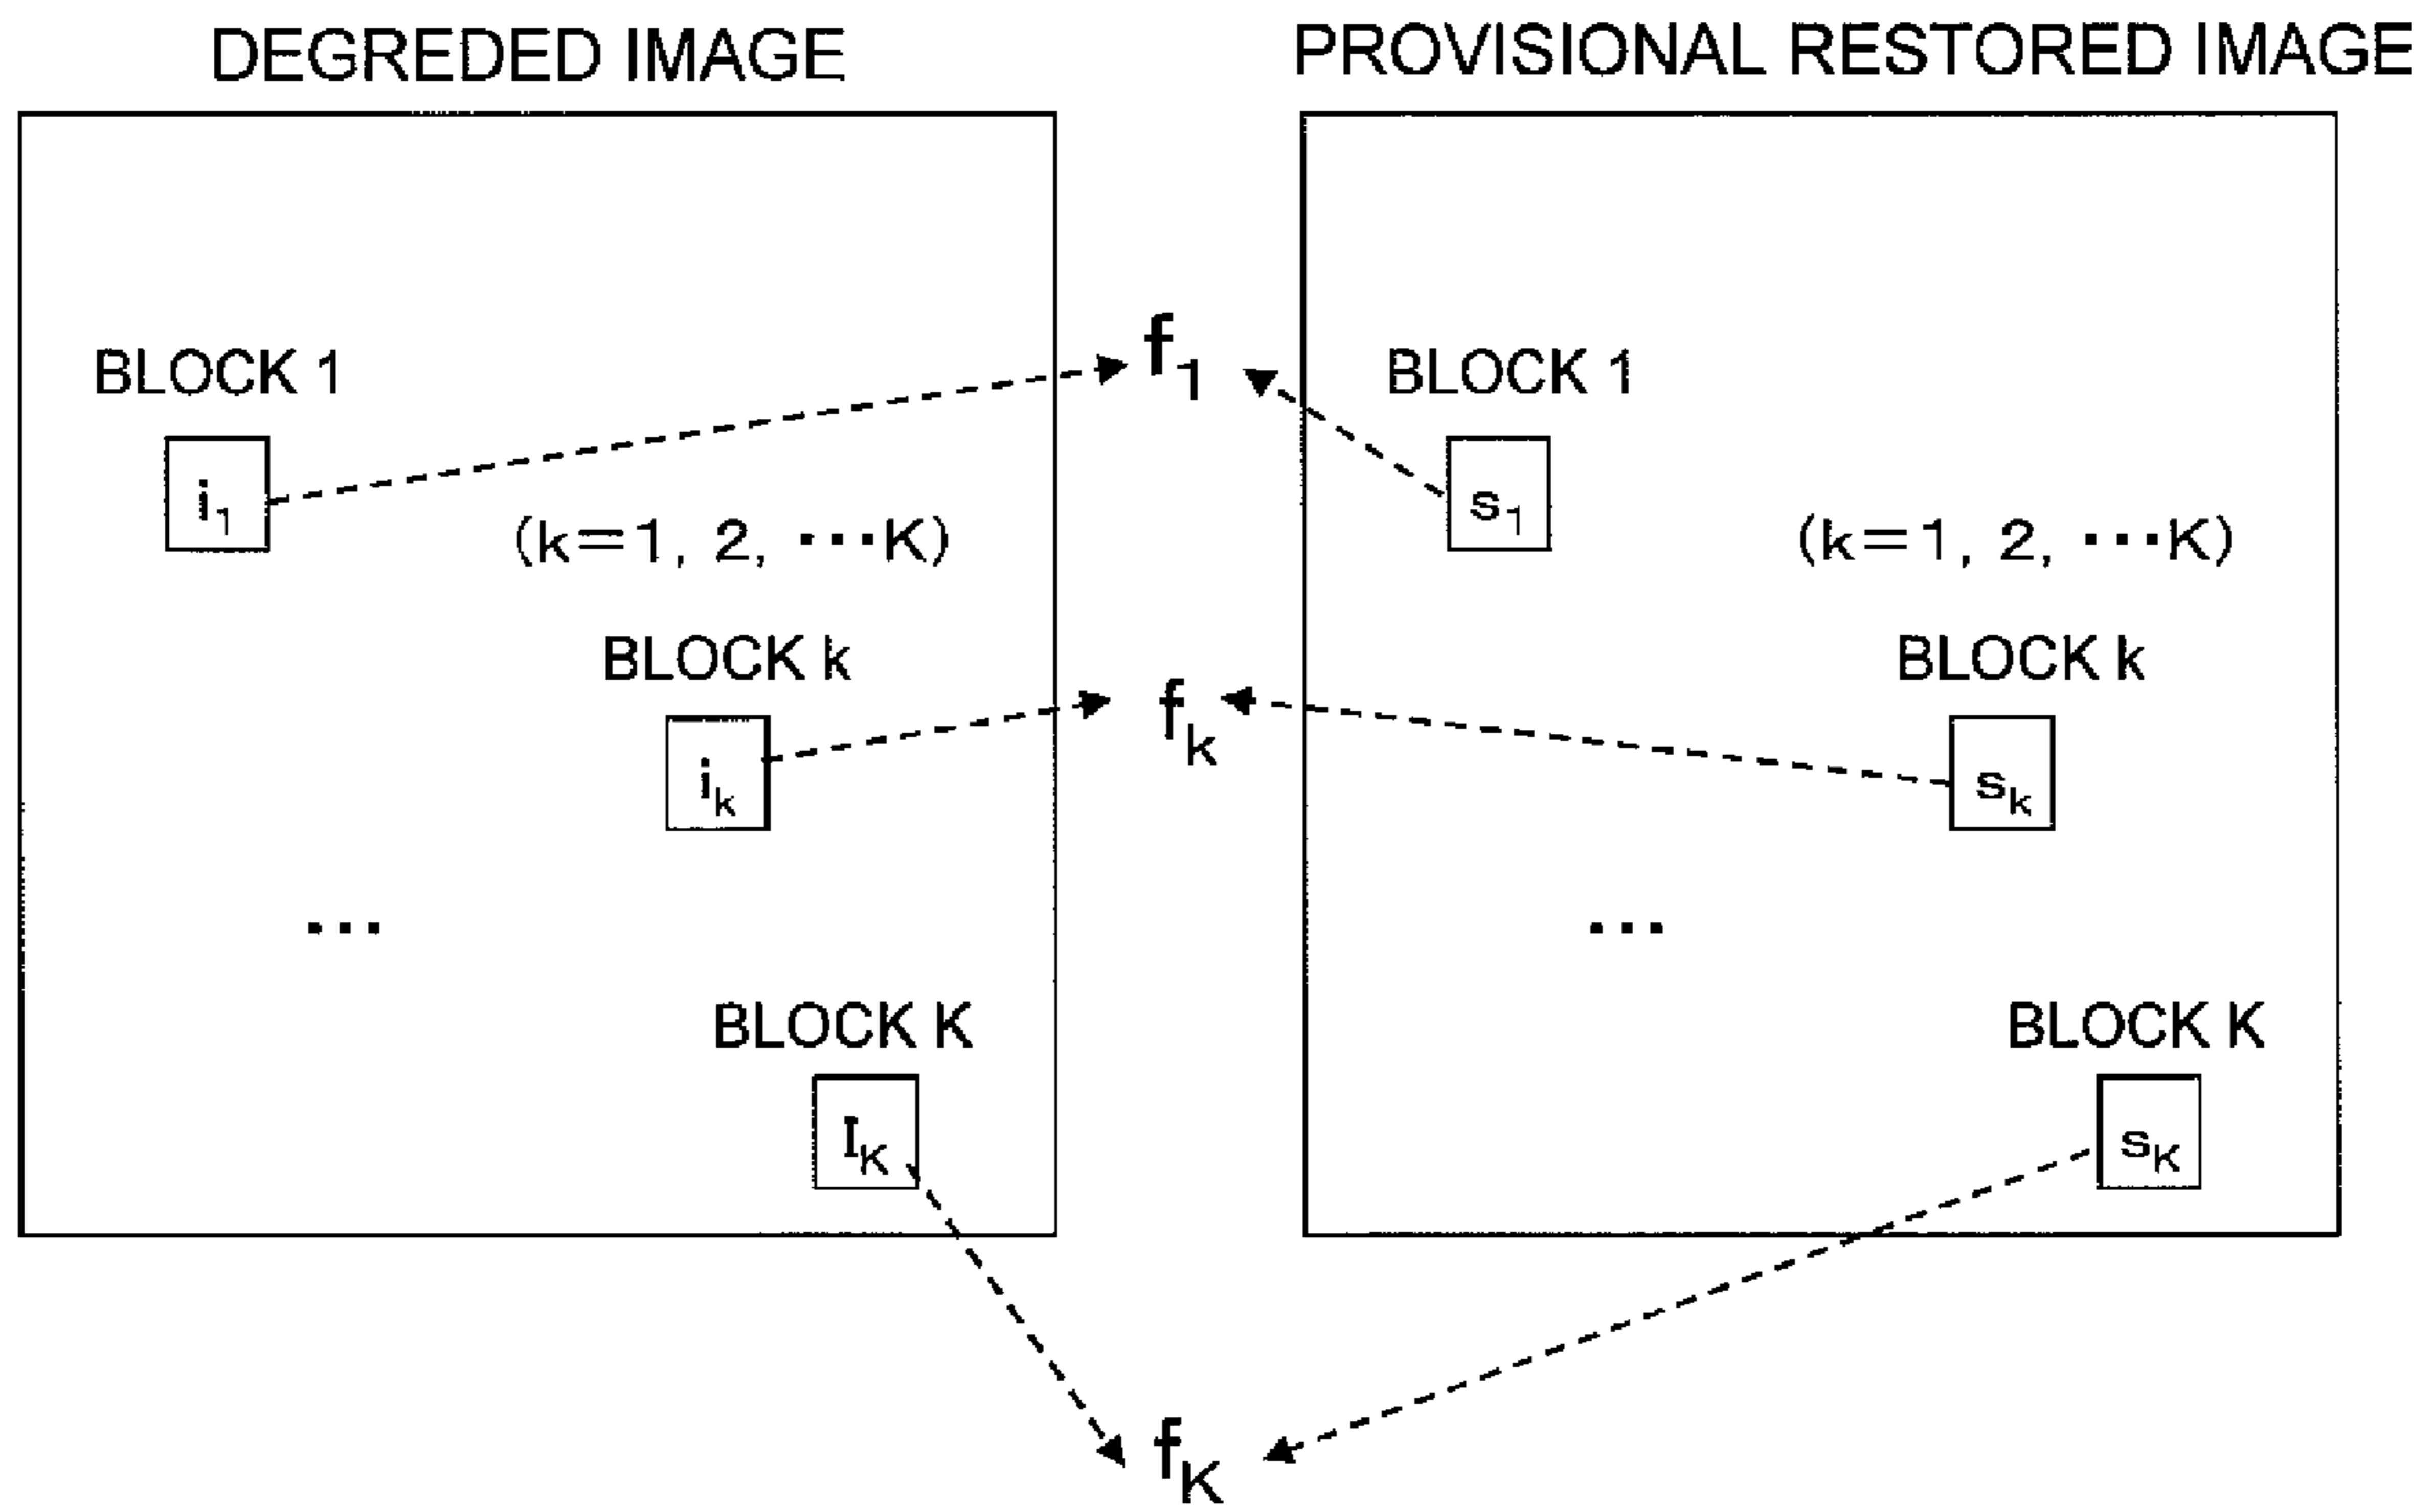 DEGREDED IMAGE
PROVISIONAL RESTORED IMAGE
BLOCK 1
i1
(k=1, 2, ···K)
BLOCK k
ik
···
BLOCK K
IK
f1
fk
fK
BLOCK 1
s1
(k=1, 2, ···K)
BLOCK k
sk
···
BLOCK K
sK